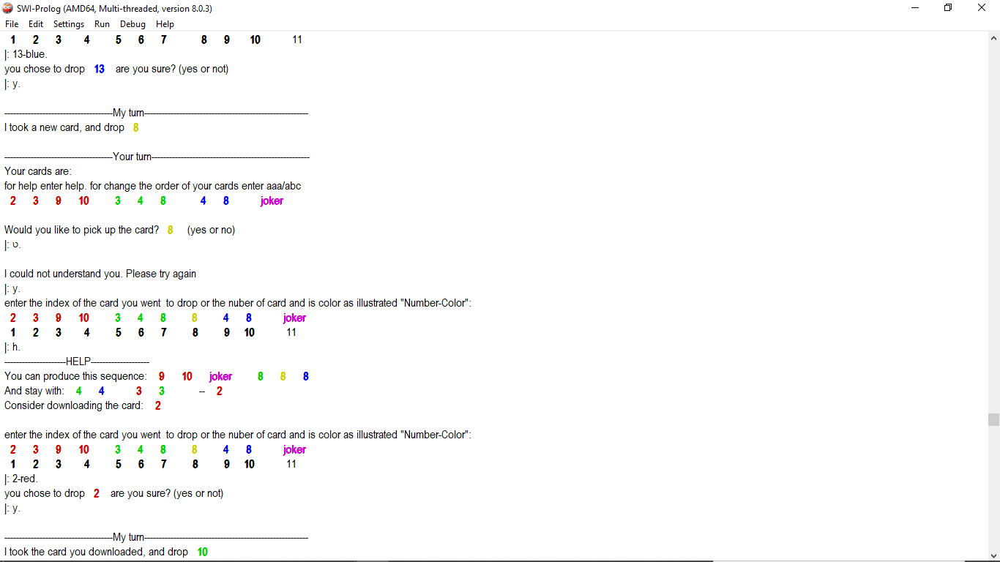 SWI-Prolog (AMD64, Multi-threaded, version 8.0.3)
File Edit Settings Run Debug Help
1 2 3 4 5 6 7 8 9 10 11
|: 13-blue.
you chose to drop 13 are you sure? (yes or not)
|: y.
-------------------------------------My turn--------------------------------------------------------
I took a new card, and drop 8
-------------------------------------Your turn------------------------------------------------------
Your cards are:
for help enter help. for change the order of your cards enter aaa/abc
2 3 9 10 3 4 8 4 8 joker
Would you like to pick up the card? 8 (yes or no)
|: ט.
I could not understand you. Please try again
|: y.
enter the index of the card you went to drop or the nuber of card and is color as illustrated "Number-Color":
2 3 9 10 3 4 8 8 4 8 joker
1 2 3 4 5 6 7 8 9 10 11
|: h.
---------------------HELP--------------------
You can produce this sequence: 9 10 joker 8 8 8
And stay with: 4 4 3 3 -- 2
Consider downloading the card: 2
enter the index of the card you went to drop or the nuber of card and is color as illustrated "Number-Color":
2 3 9 10 3 4 8 8 4 8 joker
1 2 3 4 5 6 7 8 9 10 11
|: 2-red.
you chose to drop 2 are you sure? (yes or not)
|: y.
-------------------------------------My turn--------------------------------------------------------
I took the card you downloaded, and drop 10